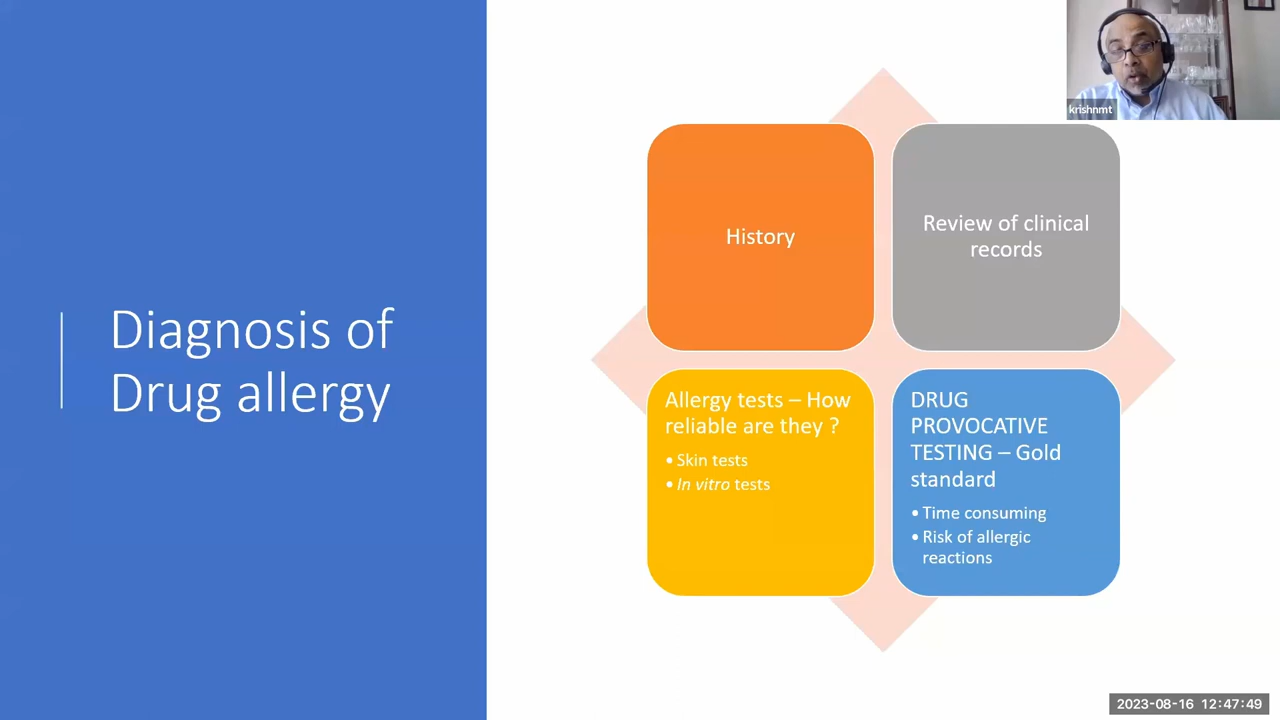 krishnmt
Diagnosis of
Drug allergy
History
Review of clinical
records
Allergy tests – How
reliable are they ?
• Skin tests
• In vitro tests
DRUG
PROVOCATIVE
TESTING – Gold
standard
• Time consuming
• Risk of allergic
reactions
2023-08-16 12:47:49